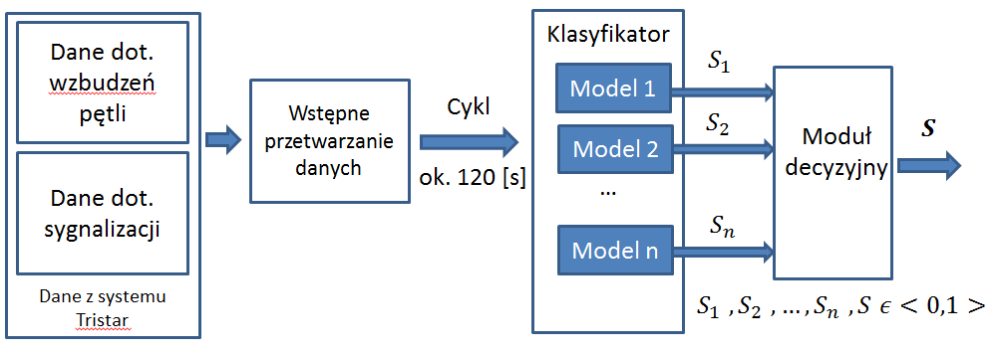 Dane dot.
wzbudzeń
pętli
Dane dot.
sygnalizacji
Dane z systemu
Tristar
Wstępne
przetwarzanie
danych
Cykl
ok. 120 [s]
Klasyfikator
Model 1
Model 2
...
Model n
S₁
S₂
Sₙ
Moduł
decyzyjny
S
S₁ , S₂ , … , Sₙ , S ϵ < 0,1 >